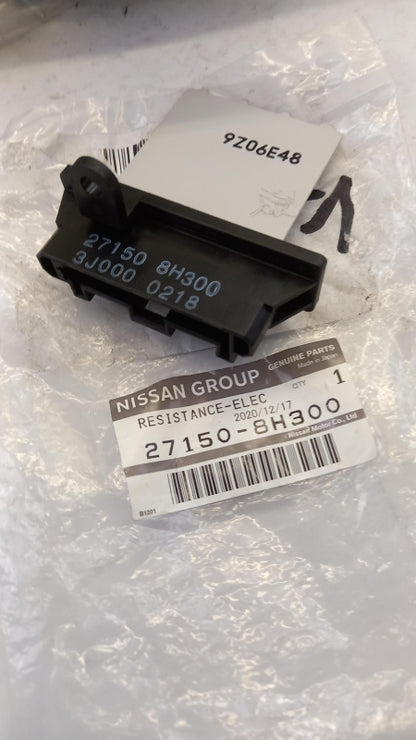 9Z06E48
1
27150 8H300
3J000 0218
NISSAN GROUP GENUINE PARTS
Made in Japan
RESISTANCE-ELEC QTY 1
2020/12/17
27150-8H300
Nissan Motor Co., Ltd
B1201